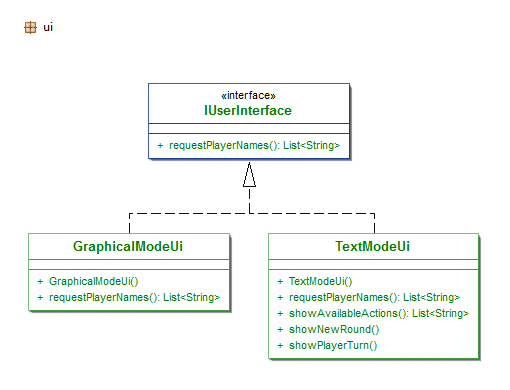 ui
«interface»
IUserInterface
+ requestPlayerNames(): List<String>
GraphicalModeUi
+ GraphicalModeUi()
+ requestPlayerNames(): List<String>
TextModeUi
+ TextModeUi()
+ requestPlayerNames(): List<String>
+ showAvailableActions(): List<String>
+ showNewRound()
+ showPlayerTurn()